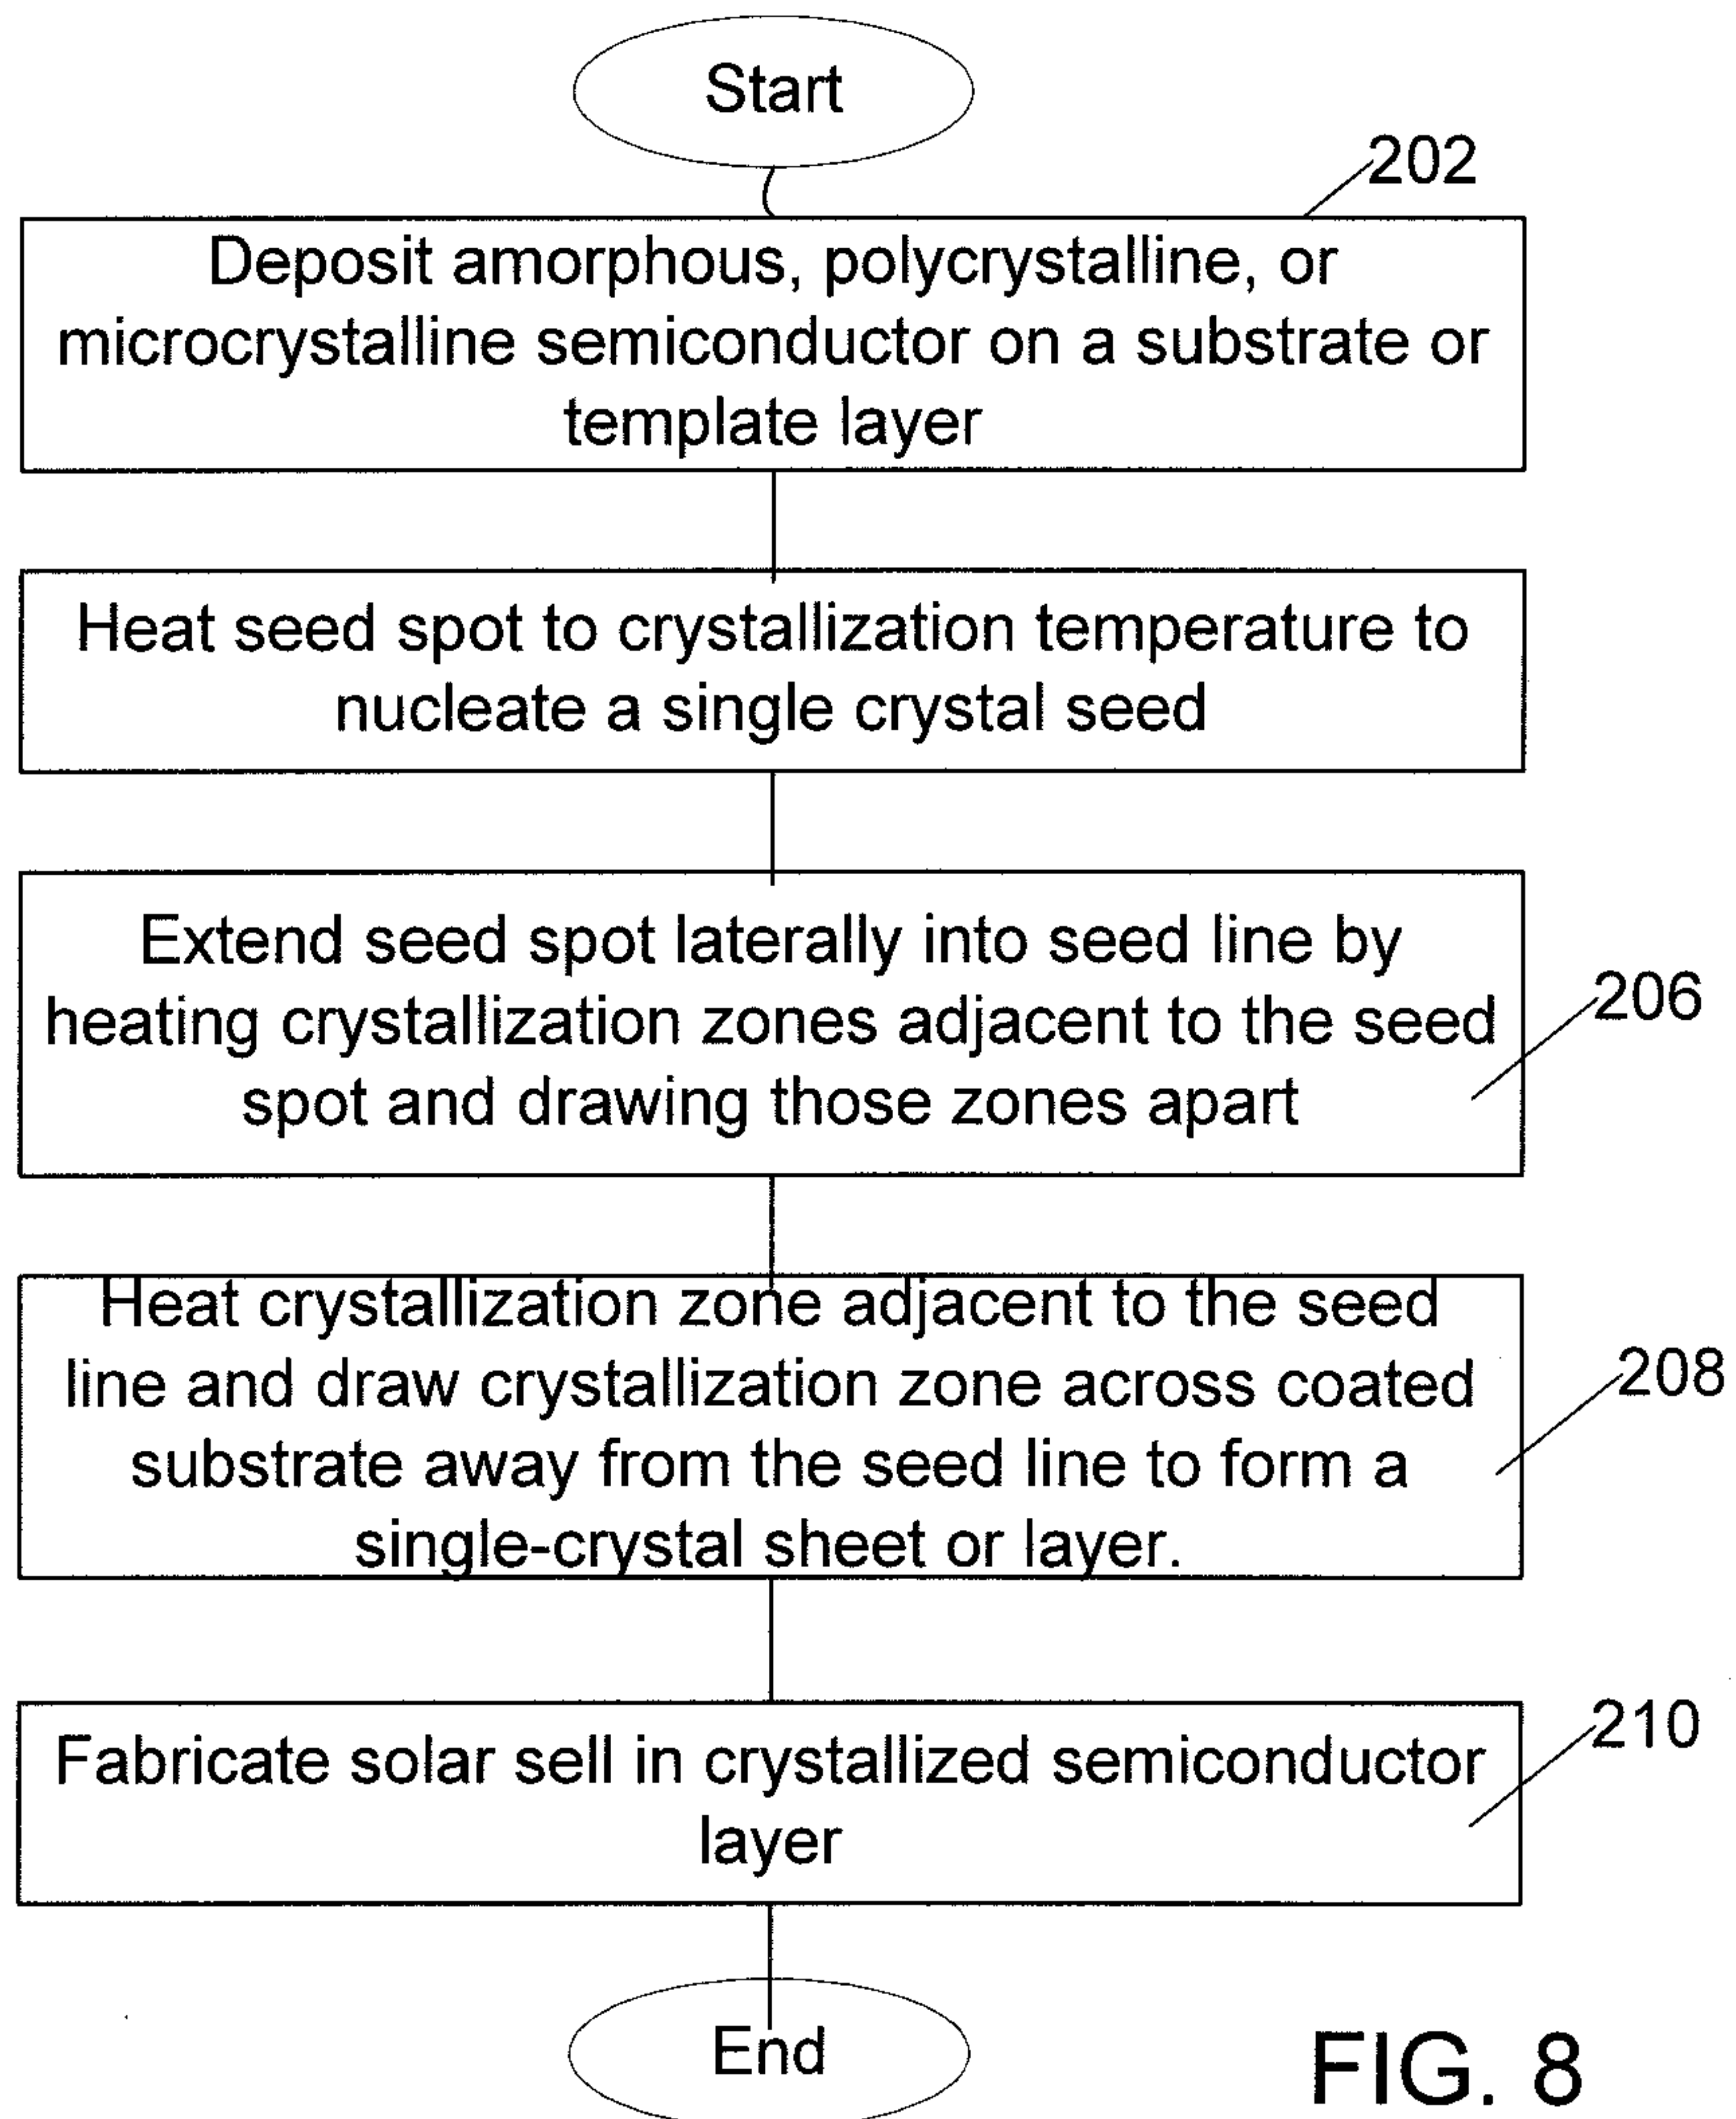 Start
202
Deposit amorphous, polycrystalline, or
microcrystalline semiconductor on a substrate or
template layer
Heat seed spot to crystallization temperature to
nucleate a single crystal seed
Extend seed spot laterally into seed line by
heating crystallization zones adjacent to the seed
spot and drawing those zones apart
206
Heat crystallization zone adjacent to the seed
line and draw crystallization zone across coated
substrate away from the seed line to form a
single-crystal sheet or layer.
208
Fabricate solar sell in crystallized semiconductor
layer
210
End
FIG. 8